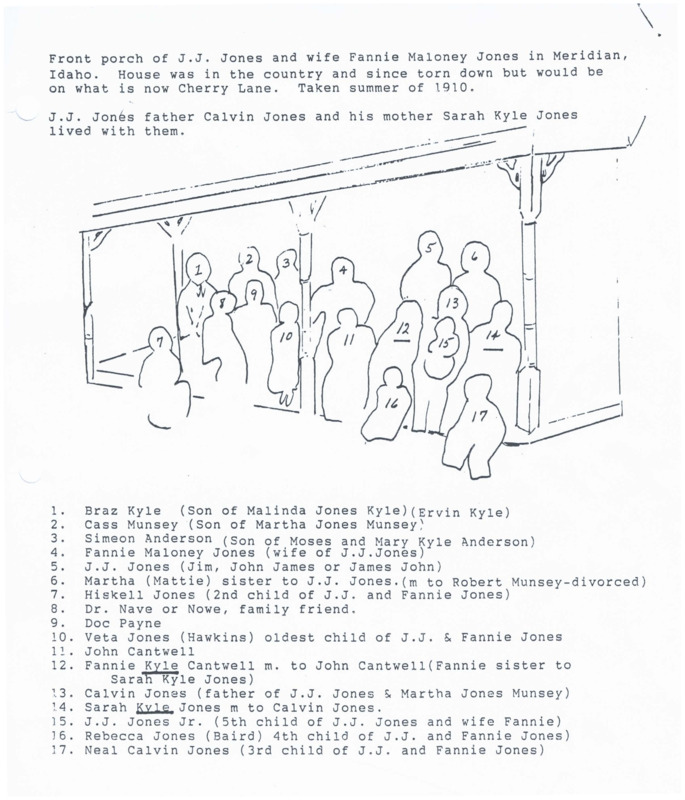 Front porch of J.J. Jones and wife Fannie Maloney Jones in Meridian,
Idaho. House was in the country and since torn down but would be
on what is now Cherry Lane. Taken summer of 1910.
J.J. Jones father Calvin Jones and his mother Sarah Kyle Jones
lived with them.
1 2 3 4 5 6
8 9 13
7 10 11 12 15 14
16 17
1. Braz Kyle (Son of Malinda Jones Kyle)(Ervin Kyle)
2. Cass Munsey (Son of Martha Jones Munsey)
3. Simeon Anderson (Son of Moses and Mary Kyle Anderson)
4. Fannie Maloney Jones (wife of J.J.Jones)
5. J.J. Jones (Jim, John James or James John)
6. Martha (Mattie) sister to J.J. Jones.(m to Robert Munsey-divorced)
7. Hiskell Jones (2nd child of J.J. and Fannie Jones)
8. Dr. Nave or Nowe, family friend.
9. Doc Payne
10. Veta Jones (Hawkins) oldest child of J.J. & Fannie Jones
11. John Cantwell
12. Fannie Kyle Cantwell m. to John Cantwell(Fannie sister to
Sarah Kyle Jones)
13. Calvin Jones (father of J.J. Jones & Martha Jones Munsey)
14. Sarah Kyle Jones m to Calvin Jones.
15. J.J. Jones Jr. (5th child of J.J. Jones and wife Fannie)
16. Rebecca Jones (Baird) 4th child of J.J. and Fannie Jones)
17. Neal Calvin Jones (3rd child of J.J. and Fannie Jones)